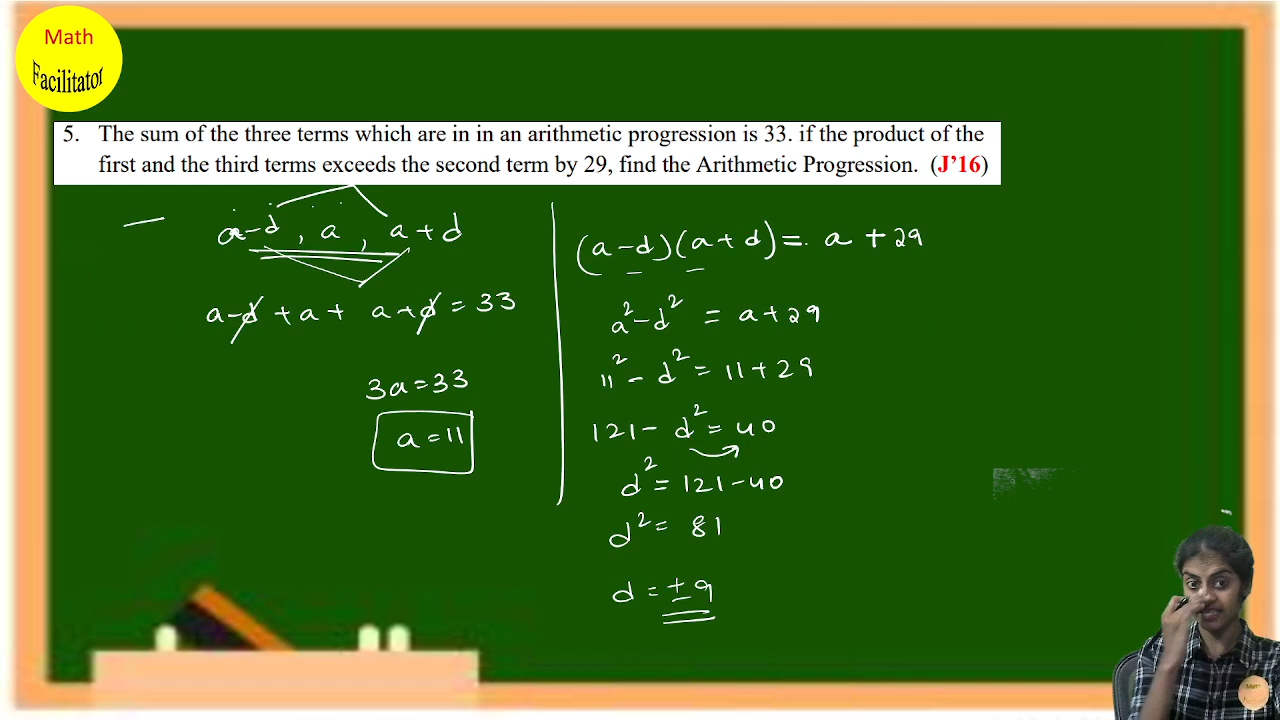 Math
Facilitator
5. The sum of the three terms which are in in an arithmetic progression is 33. if the product of the
first and the third terms exceeds the second term by 29, find the Arithmetic Progression. (J’16)
a-d, a, a+d
a-d + a + a+d = 33
3a=33
a=11
(a-d)(a+d)= a+29
a²-d² = a+29
11²-d² = 11+29
121-d² = 40
d² = 121-40
d² = 81
d = ±9